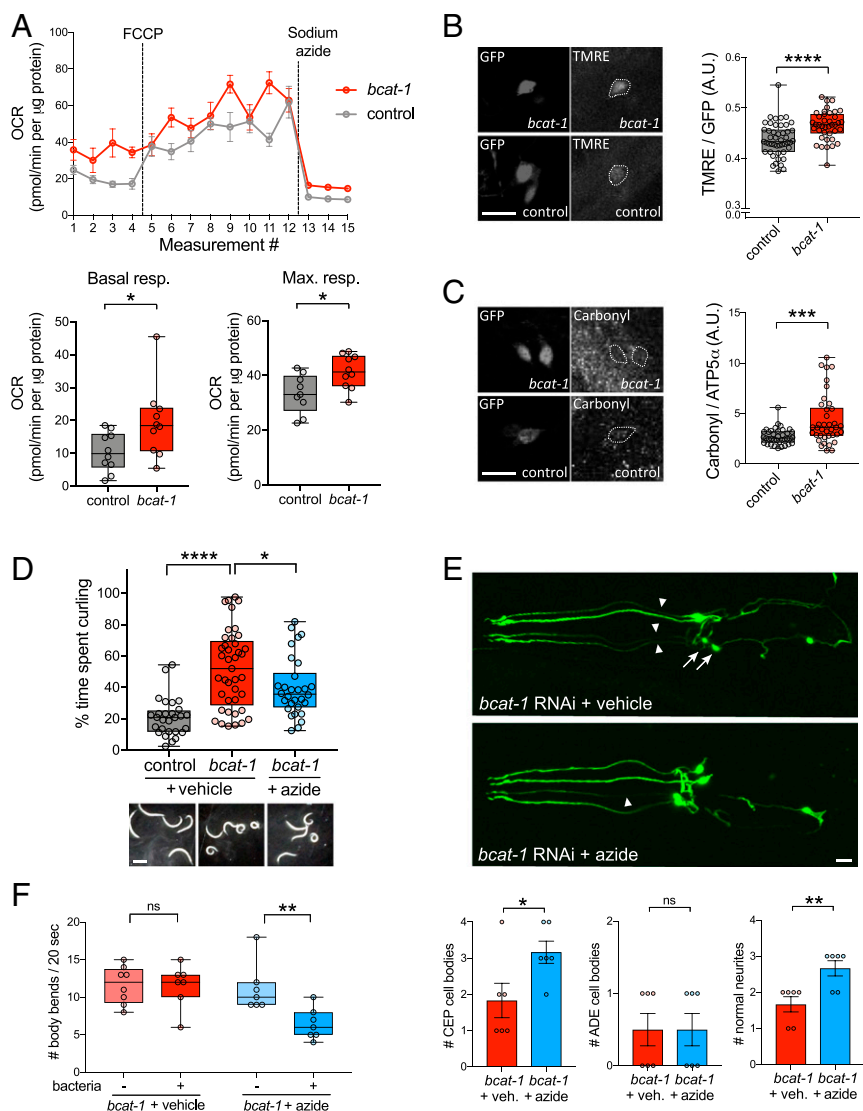 A
FCCP
Sodium azide
OCR
(pmol/min per µg protein)
100
80
60
40
20
0
bcat-1
control
1 2 3 4 5 6 7 8 9 10 11 12 13 14 15
Measurement #
Basal resp.
*
OCR
(pmol/min per µg protein)
50
40
30
20
10
0
control bcat-1
Max. resp.
*
OCR
(pmol/min per µg protein)
80
60
40
20
0
control bcat-1
B
GFP
TMRE
bcat-1
bcat-1
GFP
TMRE
control
control
TMRE / GFP (A.U.)
0.6
0.5
0.4
0.3
0.0
****
control
bcat-1
C
GFP
Carbonyl
bcat-1
bcat-1
GFP
Carbonyl
control
control
Carbonyl / ATP5α (A.U.)
15
10
5
0
***
control
bcat-1
D
****
*
% time spent curling
100
80
60
40
20
0
control bcat-1 bcat-1
+ vehicle + azide
E
bcat-1 RNAi + vehicle
bcat-1 RNAi + azide
# CEP cell bodies
4
3
2
1
0
*
bcat-1 bcat-1
+ veh. + azide
# ADE cell bodies
2
1
0
ns
bcat-1 bcat-1
+ veh. + azide
# normal neurites
4
3
2
1
0
**
bcat-1 bcat-1
+ veh. + azide
F
# body bends / 20 sec
20
15
10
5
0
ns
**
bacteria - + - +
bcat-1 + vehicle bcat-1 + azide